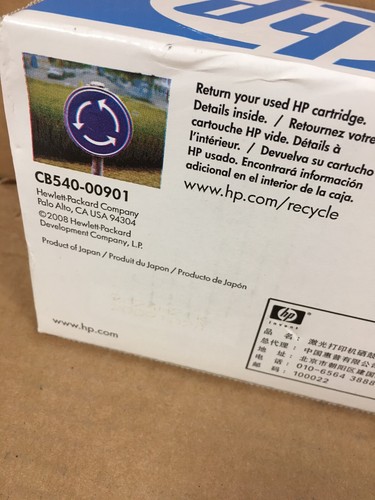 hp
Return your used HP cartridge.
Details inside. / Retournez votre
cartouche HP vide. Détails à
l'intérieur. / Devuelva su cartucho
HP usado. Encontrará información
adicional en el interior de la caja.
www.hp.com/recycle
CB540-00901
Hewlett-Packard Company
Palo Alto, CA USA 94304
©2008 Hewlett-Packard
Development Company, L.P.
Product of Japan / Produit du Japon / Producto de Japón
www.hp.com
hp
invent
品 名: 激光打印机硒鼓
总代理: 中国惠普有限公
地 址: 北京市朝阳区建国
电 话: 010-6564 3888
邮 码: 100022